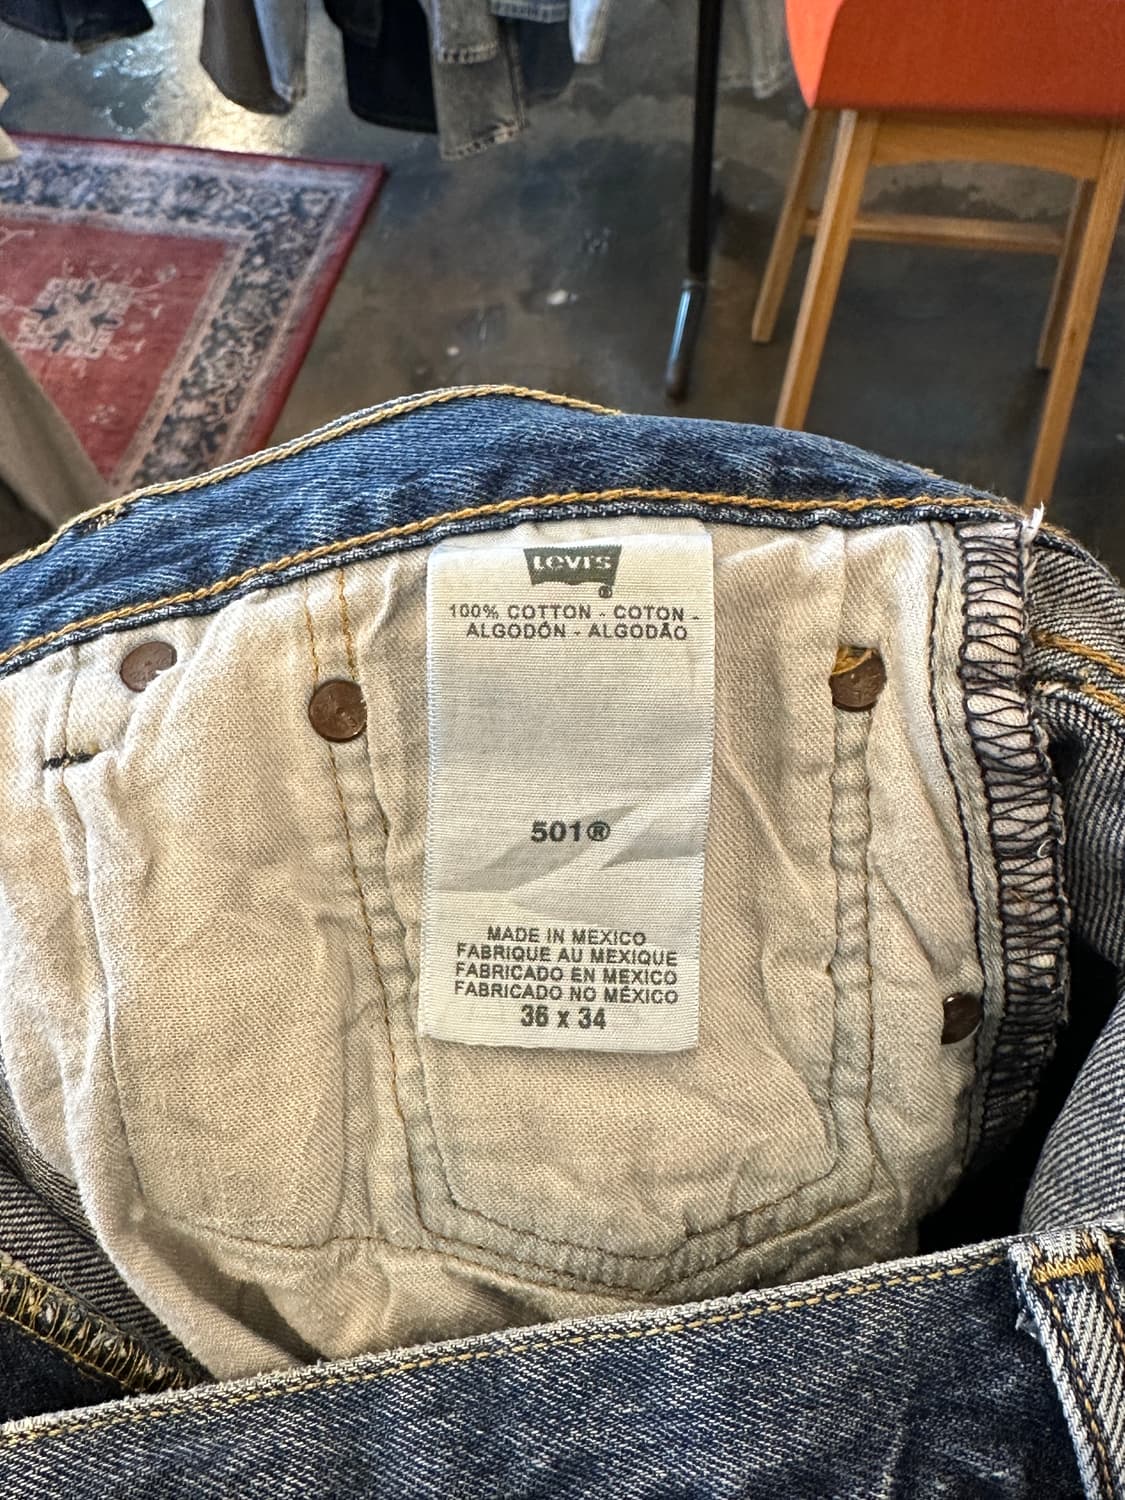 LEVI'S®
100% COTTON - COTON -
ALGODÓN - ALGODÃO
501®
MADE IN MEXICO
FABRIQUE AU MEXIQUE
FABRICADO EN MEXICO
FABRICADO NO MÉXICO
36 x 34